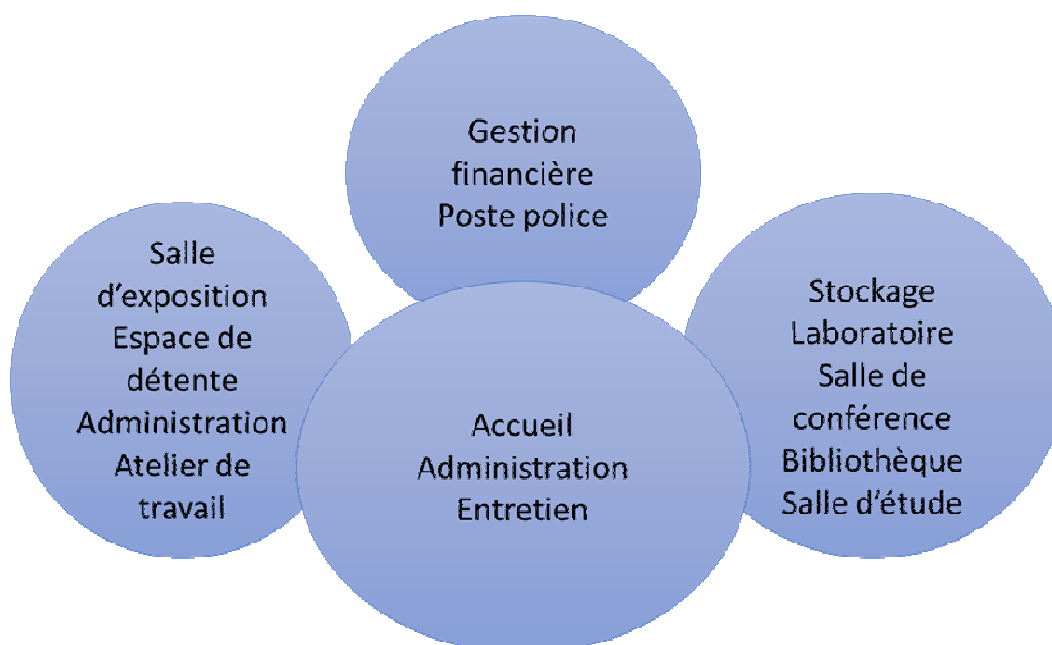 Gestion
financière
Poste police
Salle
d'exposition
Espace de
détente
Administration
Atelier de
travail
Accueil
Administration
Entretien
Stockage
Laboratoire
Salle de
conférence
Bibliothèque
Salle d'étude